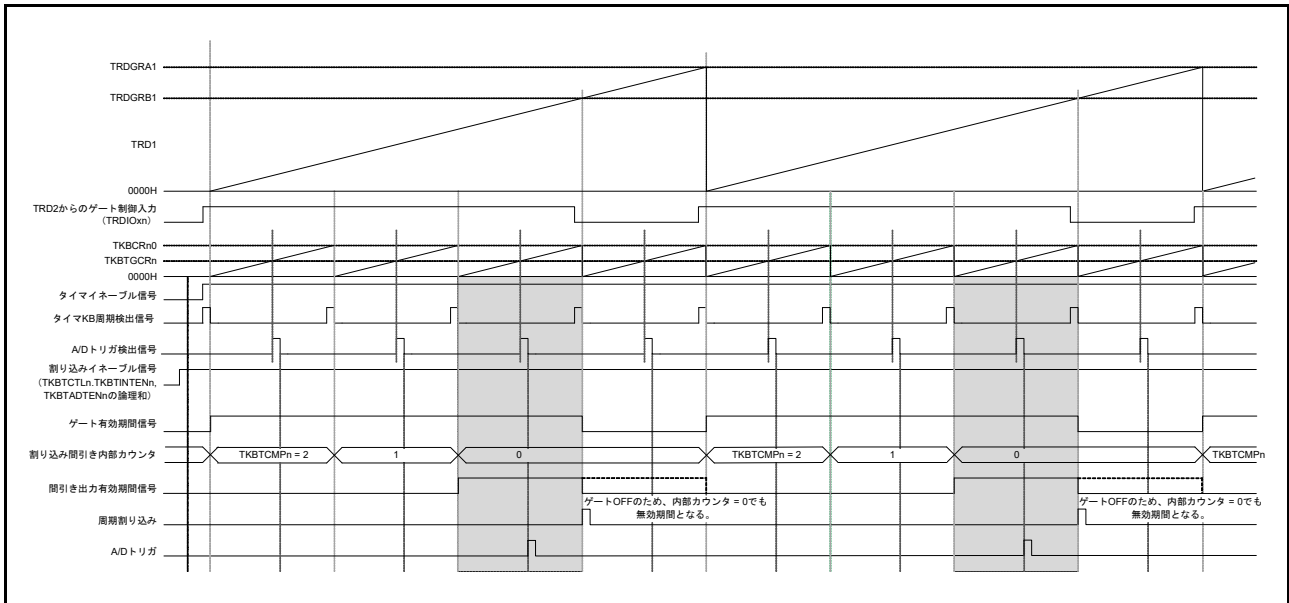 TRDGRA1
TRDGRB1
TRD1
0000H
TRD2からのゲート制御入力
（TRDIOxn）
TKBCRn0
TKBTGCRn
0000H
タイマイネーブル信号
タイマKB周期検出信号
A/Dトリガ検出信号
割り込みイネーブル信号
（TKBTCTLn.TKBTINTENn,
TKBTADTENnの論理和）
ゲート有効期間信号
割り込み間引き内部カウンタ
TKBTCMPn = 2
1
0
TKBTCMPn = 2
1
0
TKBTCMPn
間引き出力有効期間信号
ゲートOFFのため、内部カウンタ = 0でも
無効期間となる。
ゲートOFFのため、内部カウンタ = 0でも
無効期間となる。
周期割り込み
A/Dトリガ